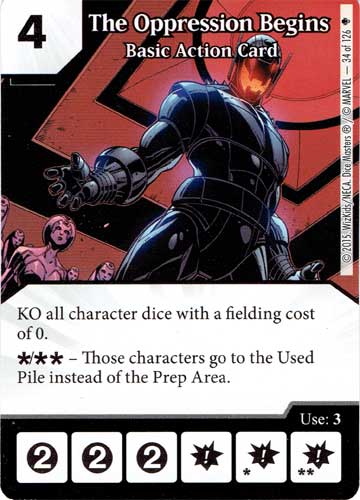 4
The Oppression Begins
Basic Action Card
© 2015 WizKids/NECA. Dice Masters ®/© MARVEL — 34 of 126
KO all character dice with a fielding cost
of 0.
*/** – Those characters go to the Used
Pile instead of the Prep Area.
Use: 3
2 2 2 ! ! * ! **